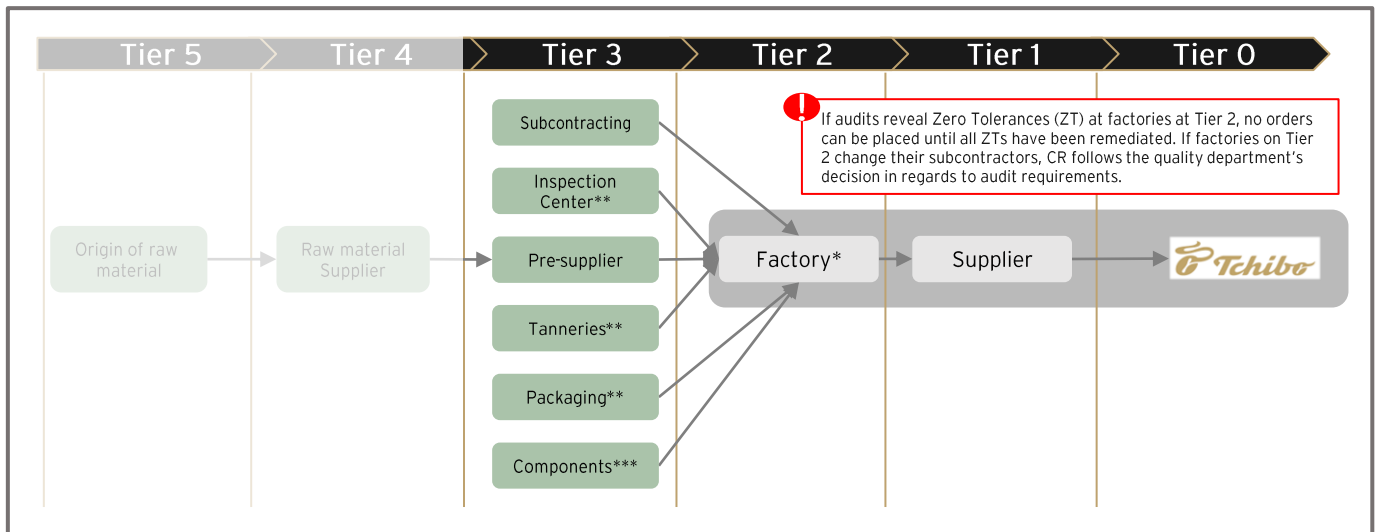 Tier 5 Tier 4 Tier 3 Tier 2 Tier 1 Tier 0
If audits reveal Zero Tolerances (ZT) at factories at Tier 2, no orders
can be placed until all ZTs have been remediated. If factories on Tier
2 change their subcontractors, CR follows the quality department's
decision in regards to audit requirements.
Subcontracting
Inspection
Center**
Origin of raw
material
Raw material
Supplier
Pre-supplier
Factory*
Supplier
Tchibo
Tanneries**
Packaging**
Components***